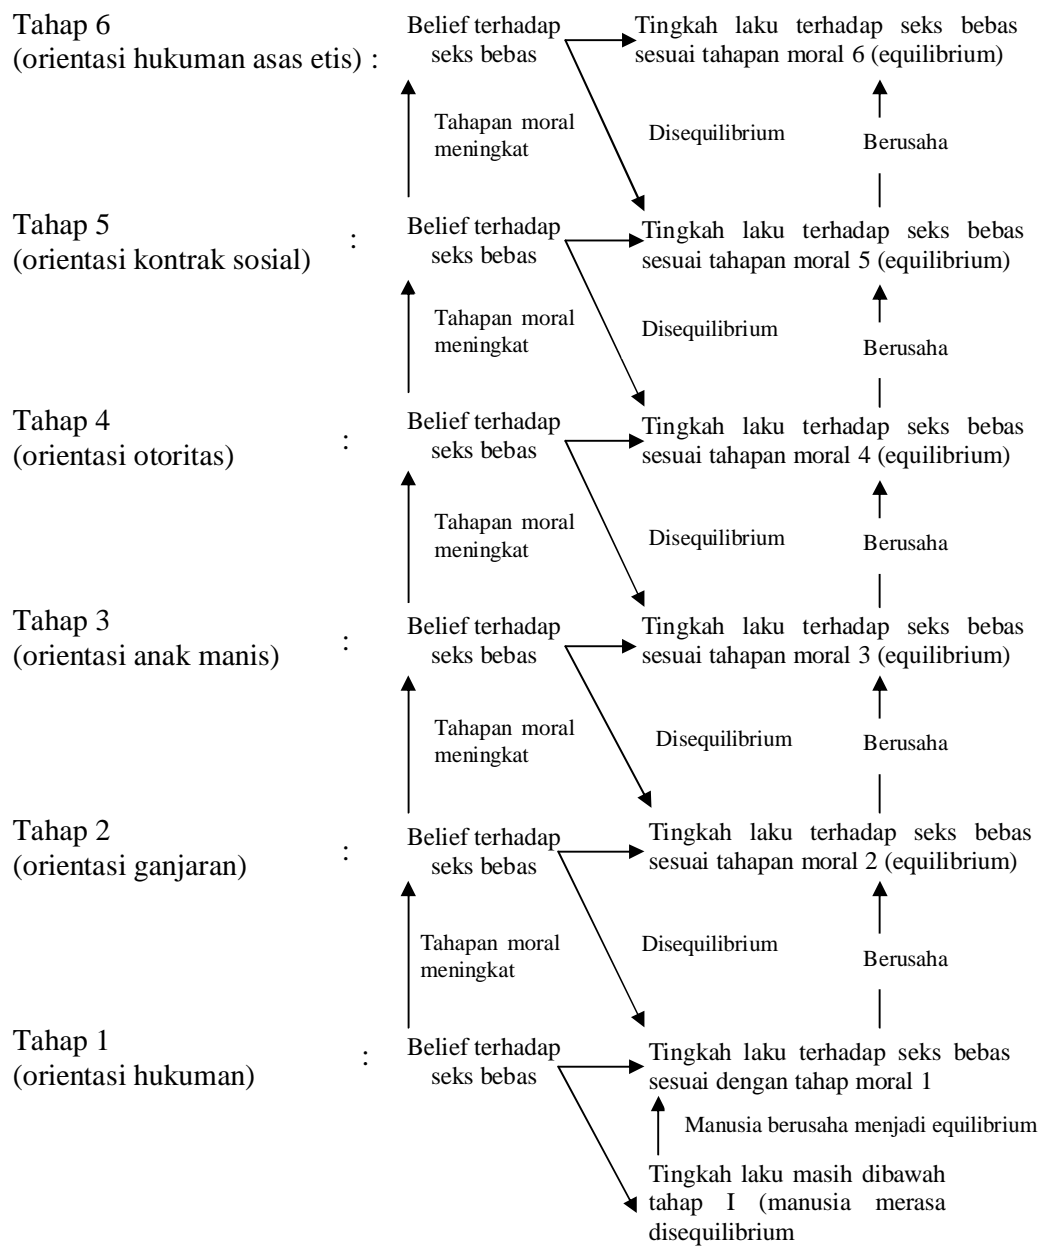 Tahap 6
(orientasi hukuman asas etis) :
Belief terhadap
seks bebas
Tingkah laku terhadap seks bebas
sesuai tahapan moral 6 (equilibrium)
Tahapan moral
meningkat
Disequilibrium
Berusaha
Tahap 5
(orientasi kontrak sosial)
:
Belief terhadap
seks bebas
Tingkah laku terhadap seks bebas
sesuai tahapan moral 5 (equilibrium)
Tahapan moral
meningkat
Disequilibrium
Berusaha
Tahap 4
(orientasi otoritas)
:
Belief terhadap
seks bebas
Tingkah laku terhadap seks bebas
sesuai tahapan moral 4 (equilibrium)
Tahapan moral
meningkat
Disequilibrium
Berusaha
Tahap 3
(orientasi anak manis)
:
Belief terhadap
seks bebas
Tingkah laku terhadap seks bebas
sesuai tahapan moral 3 (equilibrium)
Tahapan moral
meningkat
Disequilibrium
Berusaha
Tahap 2
(orientasi ganjaran)
:
Belief terhadap
seks bebas
Tingkah laku terhadap seks bebas
sesuai tahapan moral 2 (equilibrium)
Tahapan moral
meningkat
Disequilibrium
Berusaha
Tahap 1
(orientasi hukuman)
:
Belief terhadap
seks bebas
Tingkah laku terhadap seks bebas
sesuai dengan tahap moral 1
Manusia berusaha menjadi equilibrium
Tingkah laku masih dibawah
tahap I (manusia merasa
disequilibrium